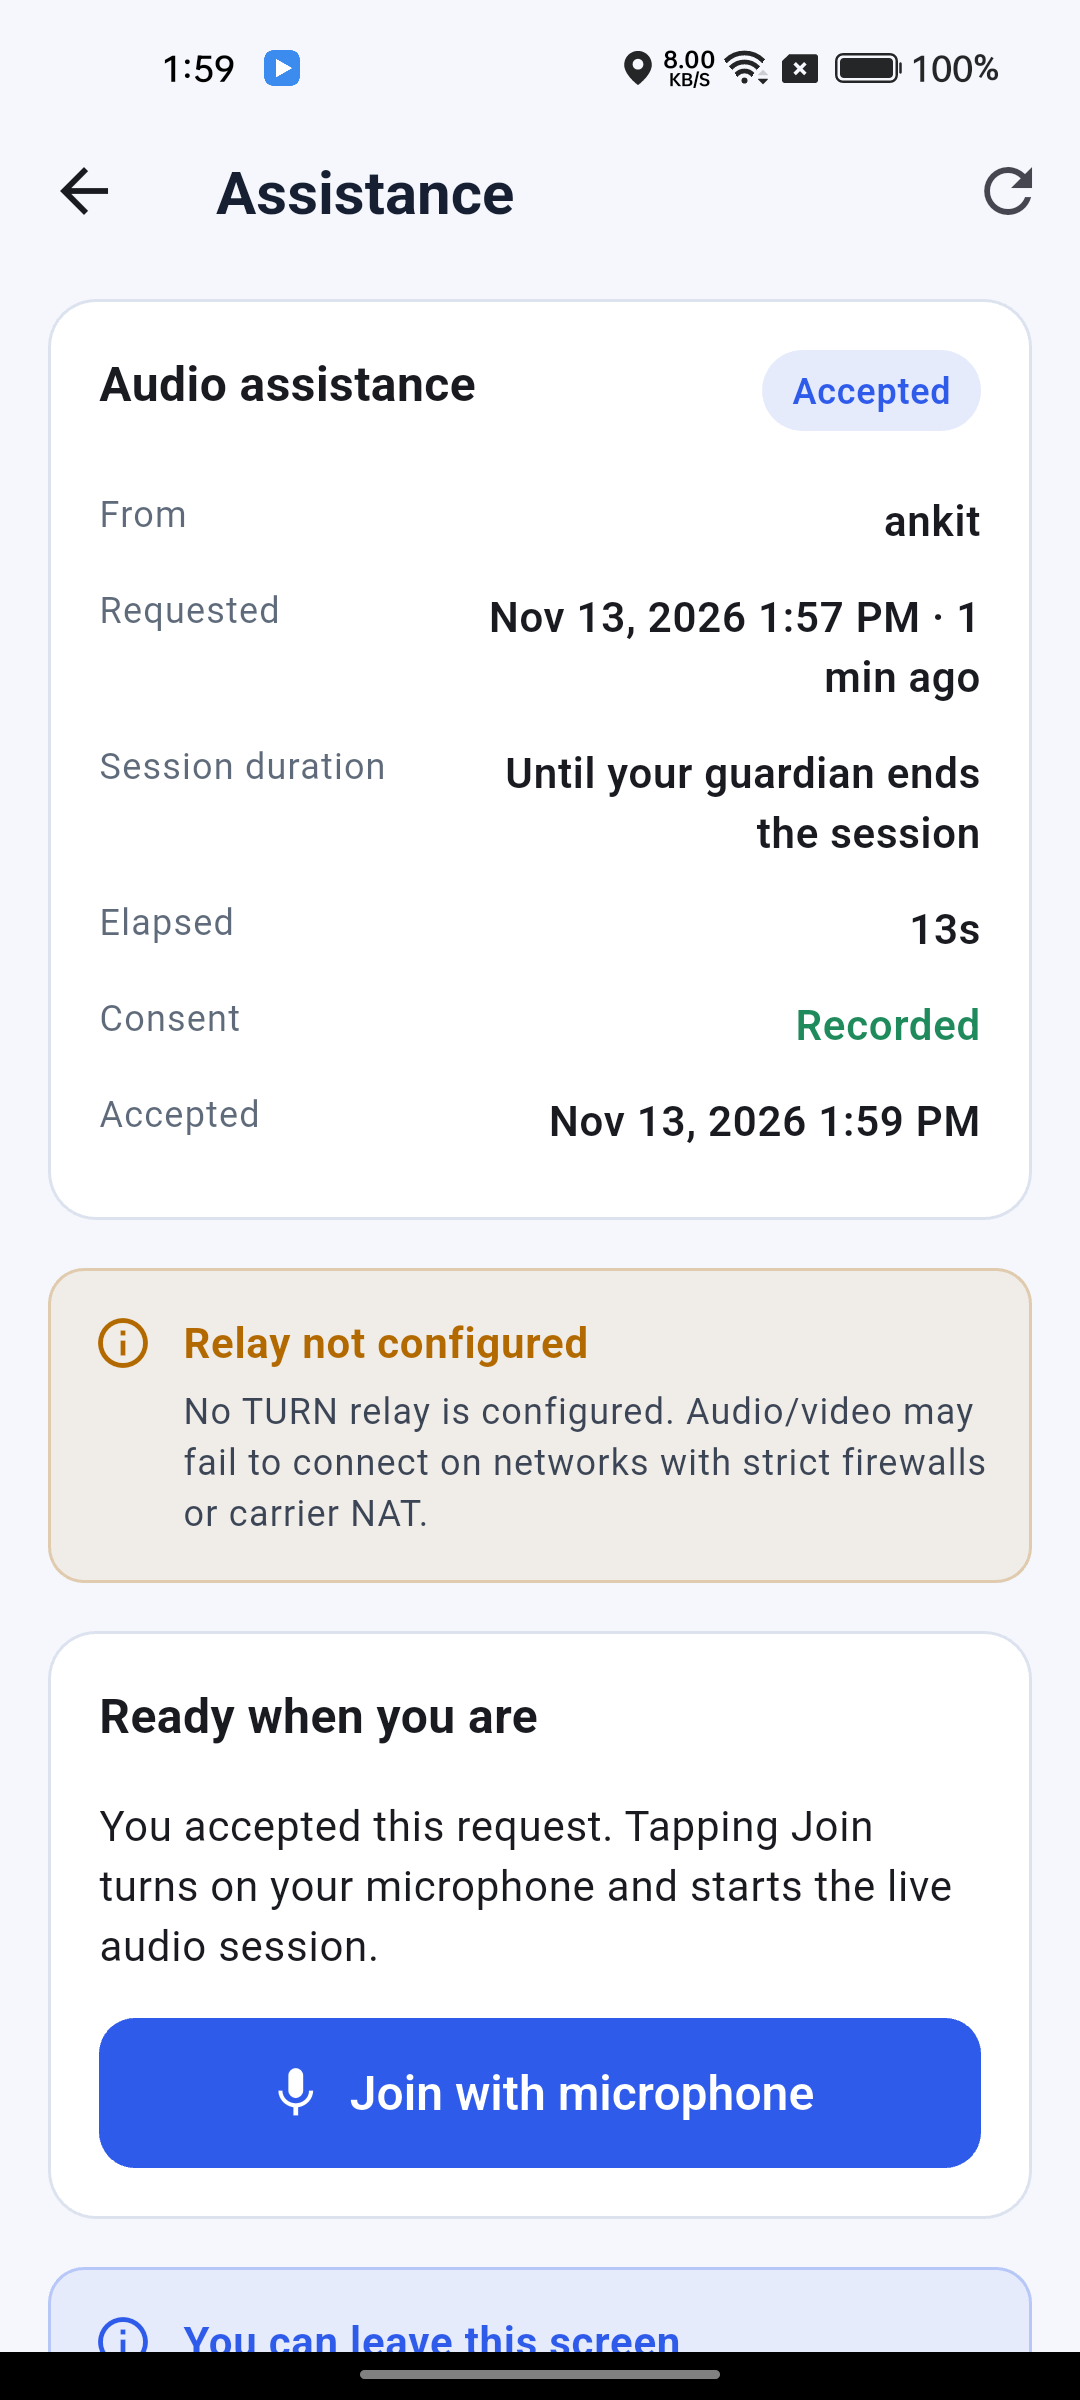 1:59
8.00
KB/S
100%
Assistance
Audio assistance
Accepted
From
ankit
Requested
Nov 13, 2026 1:57 PM · 1
min ago
Session duration
Until your guardian ends
the session
Elapsed
13s
Consent
Recorded
Accepted
Nov 13, 2026 1:59 PM
Relay not configured
No TURN relay is configured. Audio/video may
fail to connect on networks with strict firewalls
or carrier NAT.
Ready when you are
You accepted this request. Tapping Join
turns on your microphone and starts the live
audio session.
Join with microphone
You can leave this screen